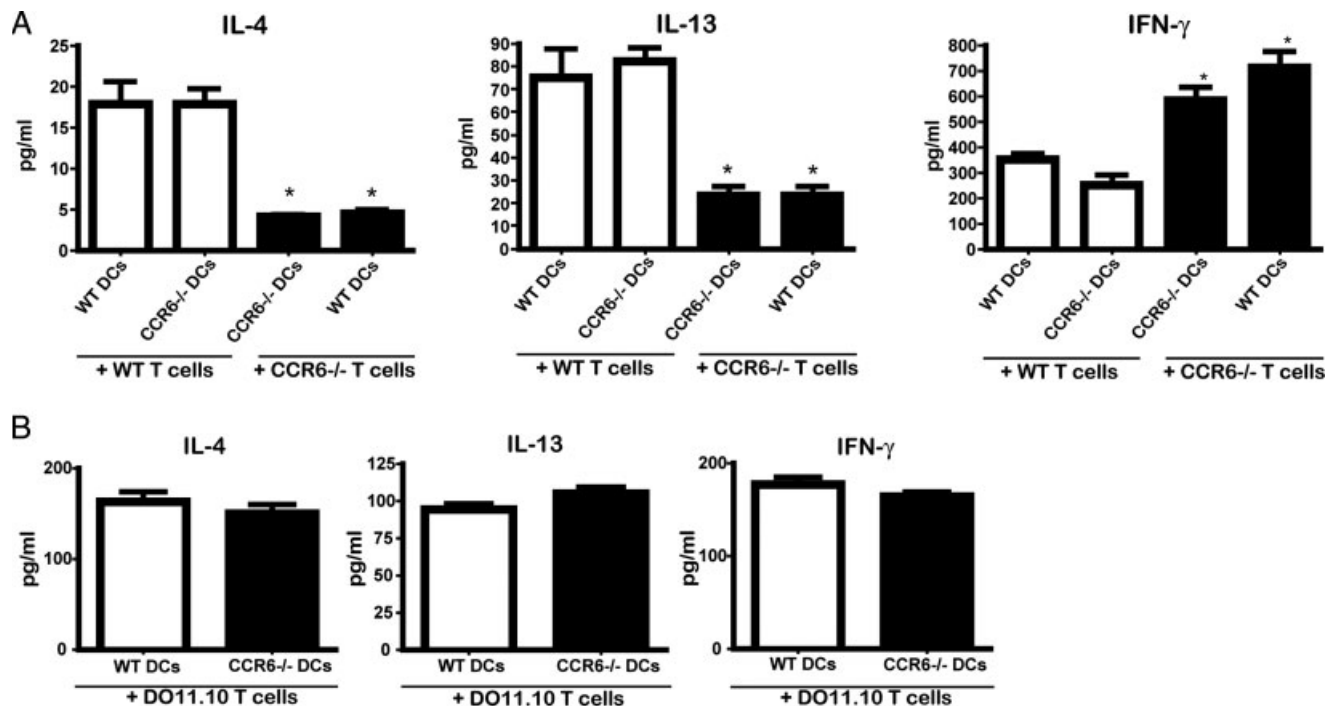 A
IL-4
IL-13
IFN-γ
25
20
15
10
5
0
pg/ml
WT DCs
CCR6-/- DCs
CCR6-/- DCs
WT DCs
+ WT T cells
+ CCR6-/- T cells
90
80
70
60
50
40
30
20
10
0
pg/ml
WT DCs
CCR6-/- DCs
CCR6-/- DCs
WT DCs
+ WT T cells
+ CCR6-/- T cells
800
700
600
500
400
300
200
100
0
pg/ml
WT DCs
CCR6-/- DCs
CCR6-/- DCs
WT DCs
+ WT T cells
+ CCR6-/- T cells
* *
* *
* *
B
IL-4
IL-13
IFN-γ
200
100
0
pg/ml
WT DCs CCR6-/- DCs
+ DO11.10 T cells
125
100
75
50
25
0
pg/ml
WT DCs CCR6-/- DCs
+ DO11.10 T cells
200
100
0
pg/ml
WT DCs CCR6-/- DCs
+ DO11.10 T cells